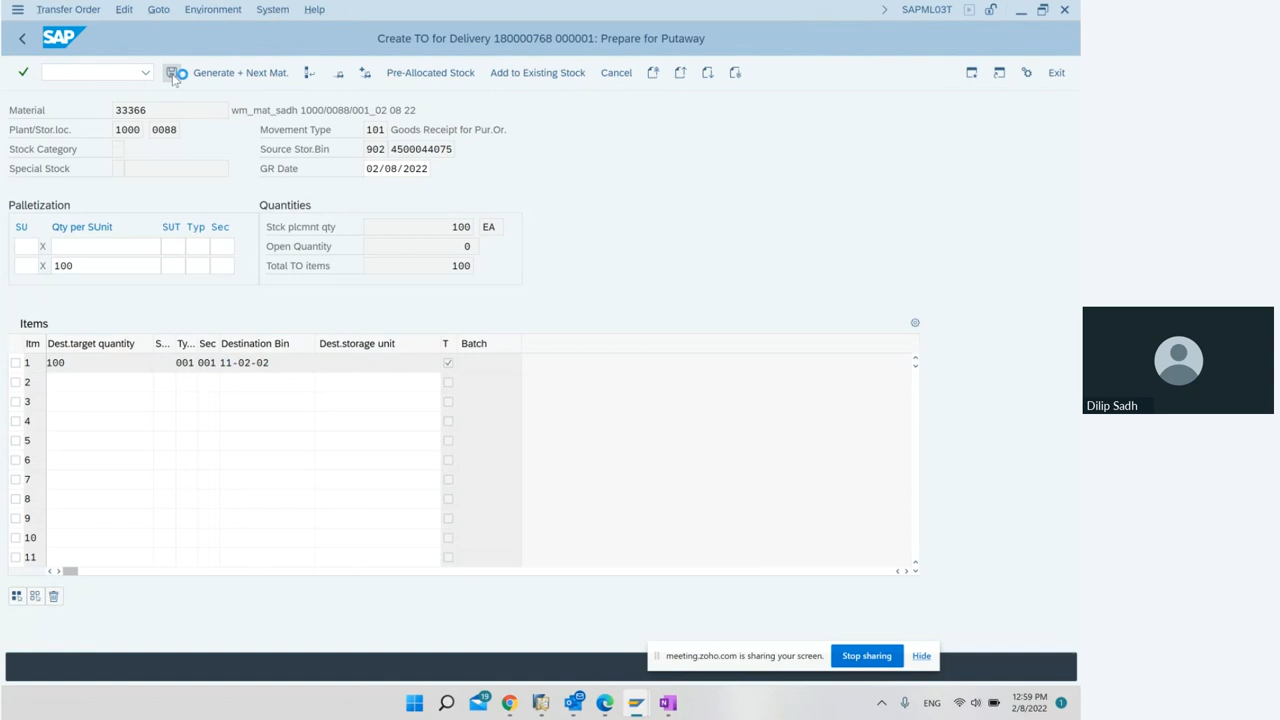 Transfer Order Edit Goto Environment System Help SAPML03T
SAP Create TO for Delivery 180000768 000001: Prepare for Putaway
Generate + Next Mat. Pre-Allocated Stock Add to Existing Stock Cancel Exit
Material 33366 wm_mat_sadh 1000/0088/001_02 08 22
Plant/Stor.loc. 1000 0088 Movement Type 101 Goods Receipt for Pur.Or.
Stock Category Source Stor.Bin 902 4500044075
Special Stock GR Date 02/08/2022
Palletization Quantities
SU Qty per SUnit SUT Typ Sec Stck plcmnt qty 100 EA
X Open Quantity 0
X 100 Total TO items 100
Items
Itm Dest.target quantity S... Ty... Sec Destination Bin Dest.storage unit T Batch
1 100 001 001 11-02-02
2
3
4
5
6
7
8
9
10
11
Dilip Sadh
meeting.zoho.com is sharing your screen. Stop sharing Hide
19 ENG 12:59 PM
2/8/2022 1